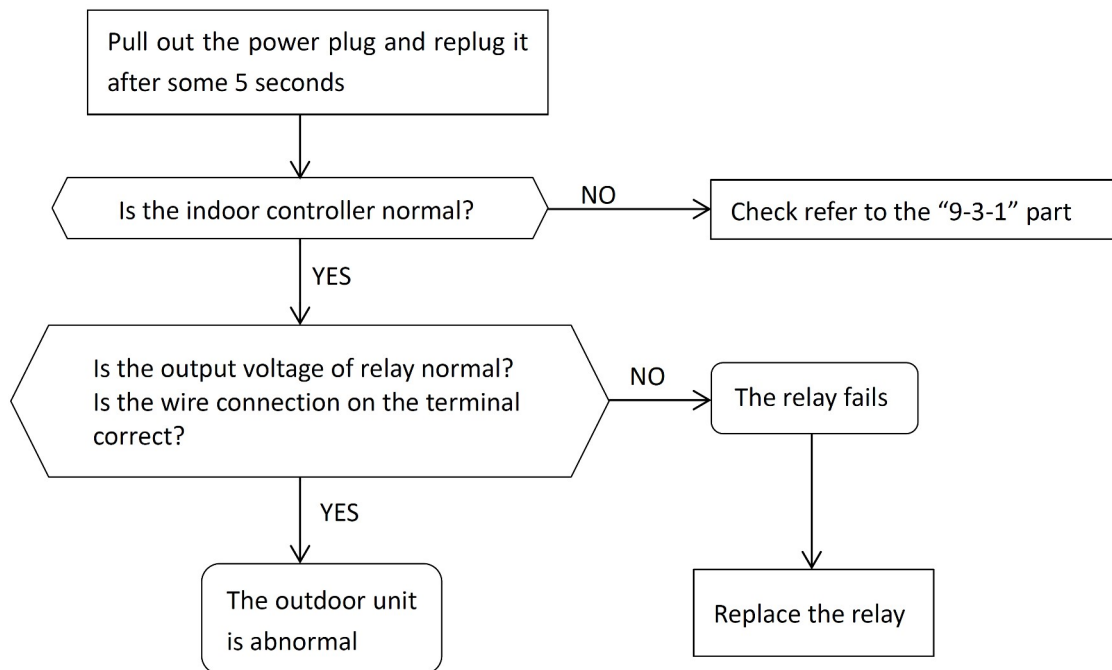 Pull out the power plug and replug it
after some 5 seconds
Is the indoor controller normal?
NO
Check refer to the “9-3-1” part
YES
Is the output voltage of relay normal?
Is the wire connection on the terminal
correct?
NO
The relay fails
YES
The outdoor unit
is abnormal
Replace the relay